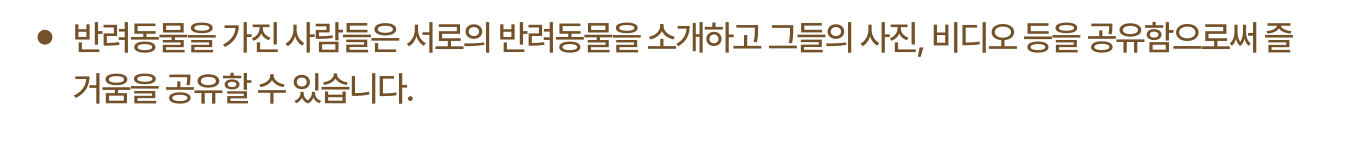 • 반려동물을 가진 사람들은 서로의 반려동물을 소개하고 그들의 사진, 비디오 등을 공유함으로써 즐
거움을 공유할 수 있습니다.